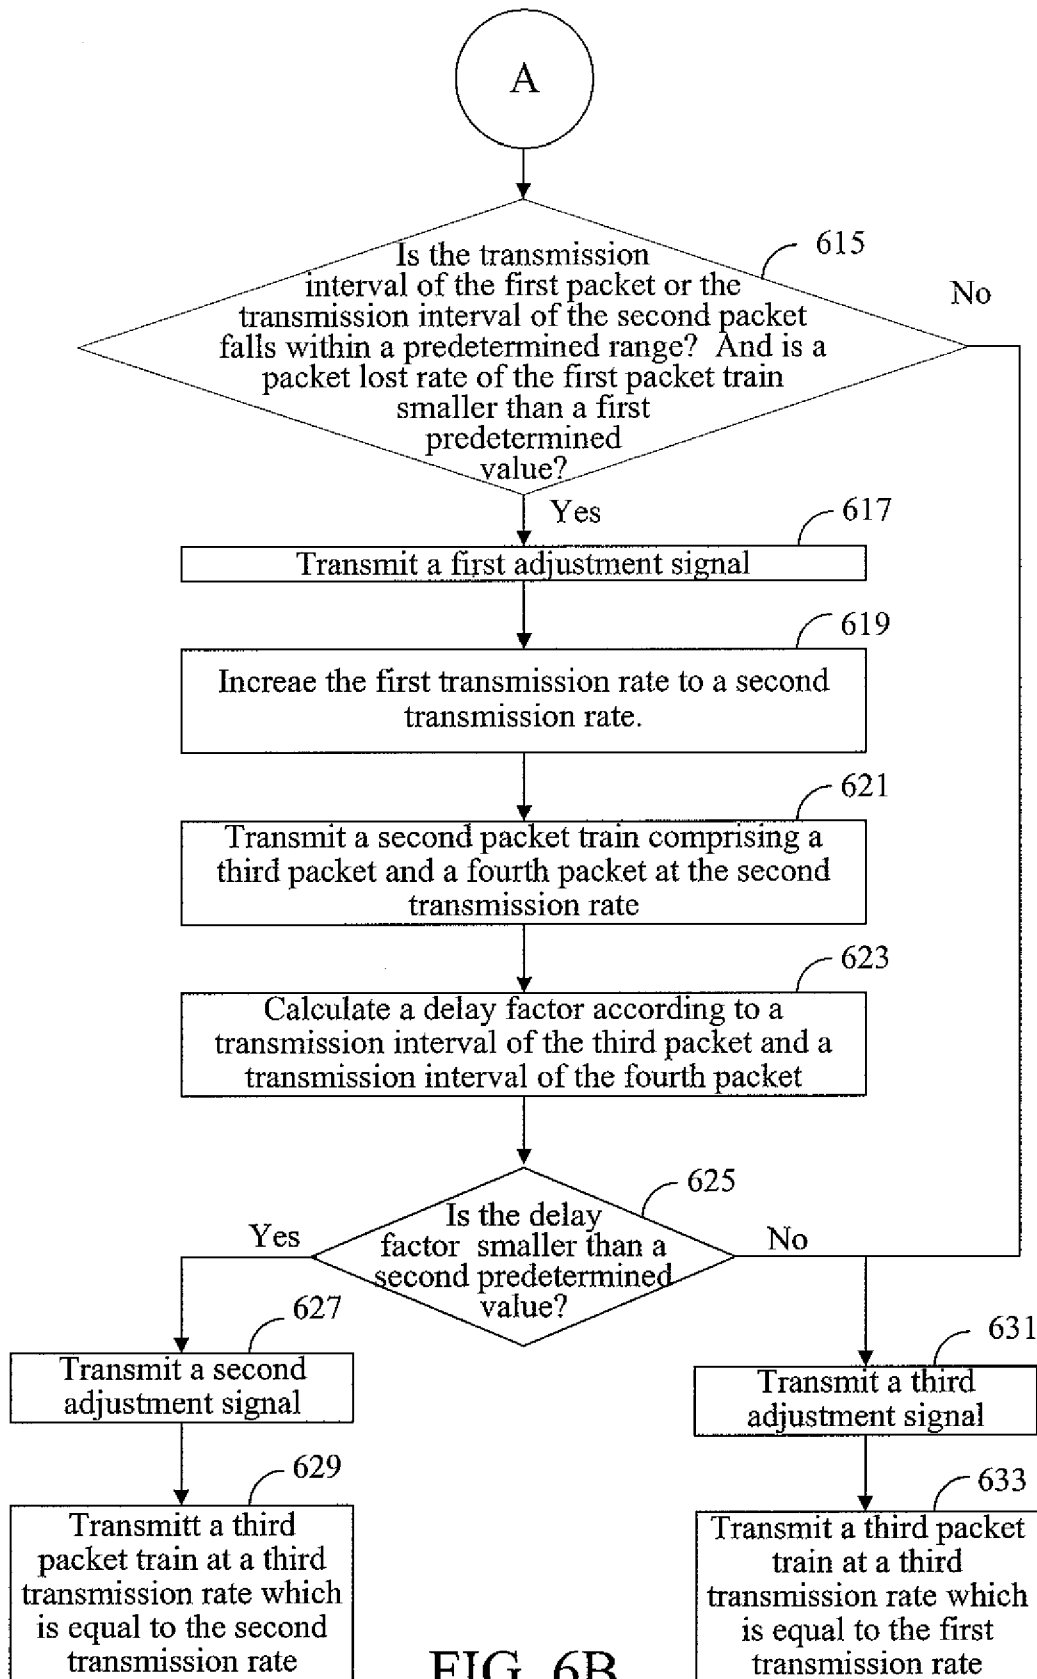 A
615
Is the transmission
interval of the first packet or the
transmission interval of the second packet
falls within a predetermined range? And is a
packet lost rate of the first packet train
smaller than a first
predetermined
value?
No
Yes
617
Transmit a first adjustment signal
619
Increae the first transmission rate to a second
transmission rate.
621
Transmit a second packet train comprising a
third packet and a fourth packet at the second
transmission rate
623
Calculate a delay factor according to a
transmission interval of the third packet and a
transmission interval of the fourth packet
625
Is the delay
factor smaller than a
second predetermined
value?
Yes
No
627
Transmit a second
adjustment signal
631
Transmit a third
adjustment signal
629
Transmitt a third
packet train at a third
transmission rate which
is equal to the second
transmission rate
633
Transmit a third packet
train at a third
transmission rate which
is equal to the first
transmission rate
FIG. 6B